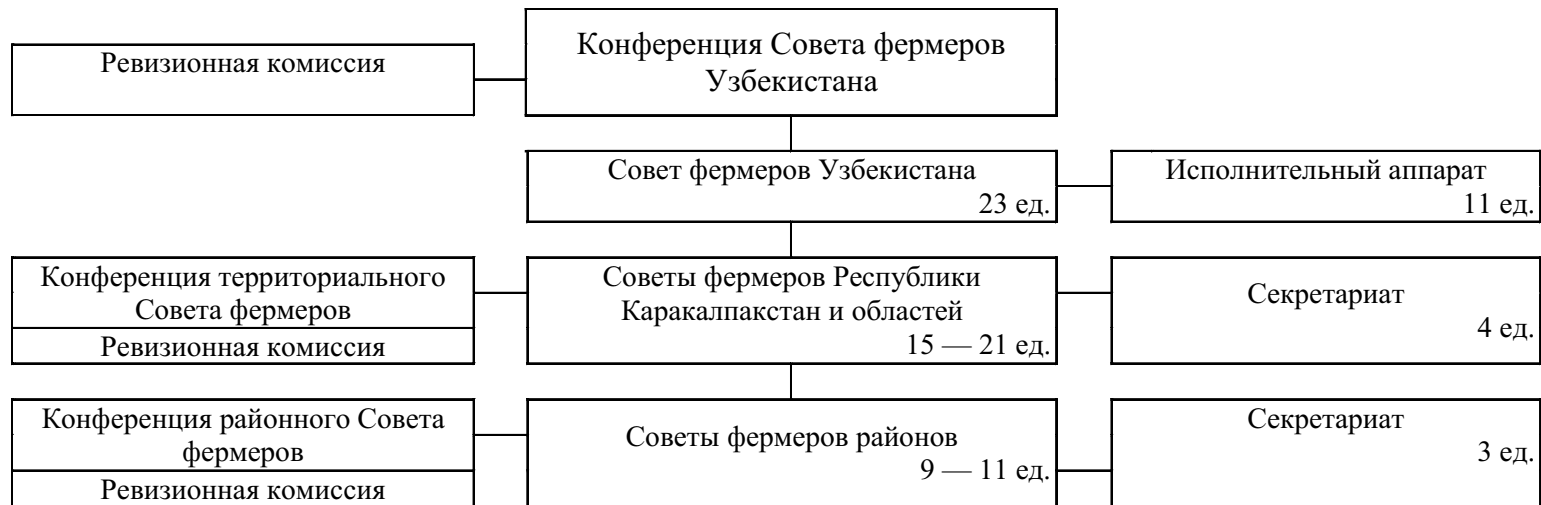 Ревизионная комиссия
Конференция Совета фермеров
Узбекистана
Совет фермеров Узбекистана
23 ед.
Исполнительный аппарат
11 ед.
Конференция территориального
Совета фермеров
Ревизионная комиссия
Советы фермеров Республики
Каракалпакстан и областей
15 — 21 ед.
Секретариат
4 ед.
Конференция районного Совета
фермеров
Ревизионная комиссия
Советы фермеров районов
9 — 11 ед.
Секретариат
3 ед.